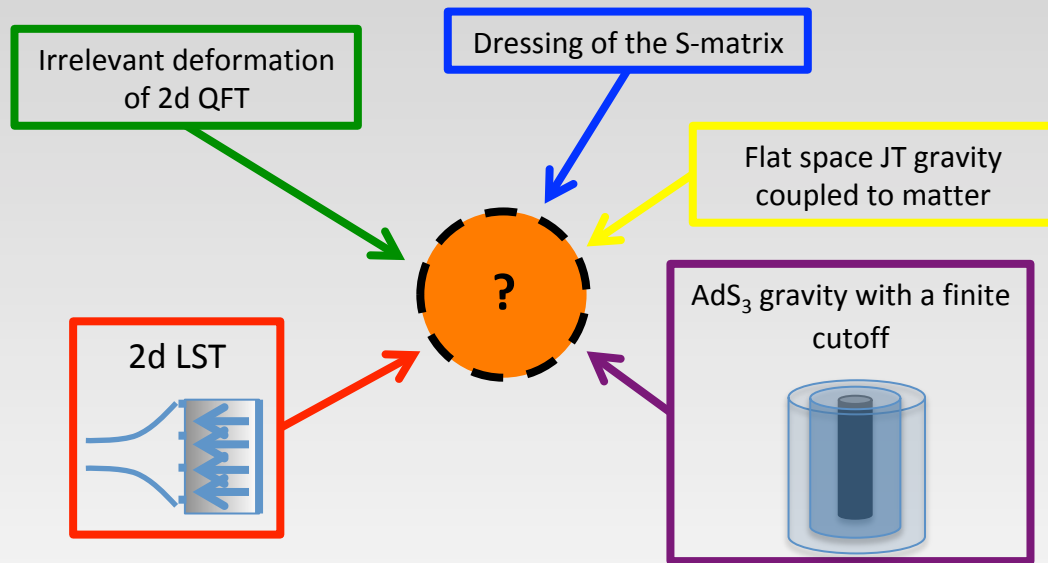 Irrelevant deformation
of 2d QFT
Dressing of the S-matrix
Flat space JT gravity
coupled to matter
?
2d LST
AdS₃ gravity with a finite
cutoff